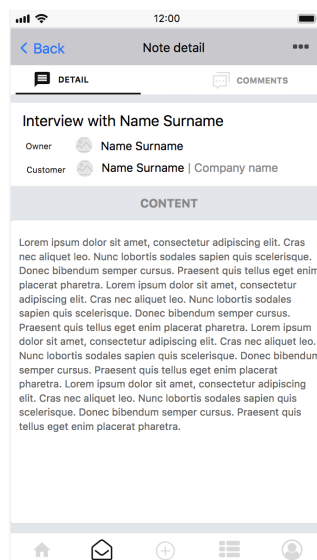 12:00
Back
Note detail
DETAIL
COMMENTS
Interview with Name Surname
Owner Name Surname
Customer Name Surname | Company name
CONTENT
Lorem ipsum dolor sit amet, consectetur adipiscing elit. Cras
nec aliquet leo. Nunc lobortis sodales sapien quis scelerisque.
Donec bibendum semper cursus. Praesent quis tellus eget enim
placerat pharetra. Lorem ipsum dolor sit amet, consectetur
adipiscing elit. Cras nec aliquet leo. Nunc lobortis sodales
sapien quis scelerisque. Donec bibendum semper cursus.
Praesent quis tellus eget enim placerat pharetra. Lorem ipsum
dolor sit amet, consectetur adipiscing elit. Cras nec aliquet leo.
Nunc lobortis sodales sapien quis scelerisque. Donec bibendum
semper cursus. Praesent quis tellus eget enim placerat
pharetra. Lorem ipsum dolor sit amet, consectetur adipiscing
elit. Cras nec aliquet leo. Nunc lobortis sodales sapien quis
scelerisque. Donec bibendum semper cursus. Praesent quis
tellus eget enim placerat pharetra.